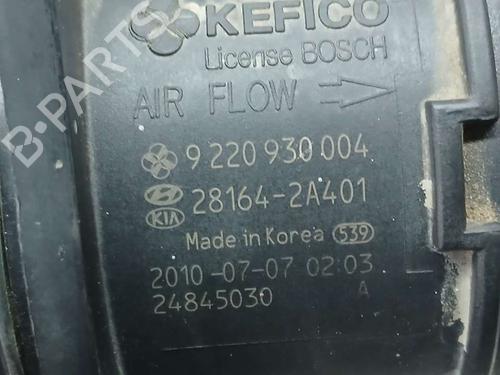 KEFICO
License BOSCH
AIR FLOW
9 220 930 004
28164-2A401
KIA
Made in Korea 539
2010-07-07 02:03
24845030 A
B-PARTS